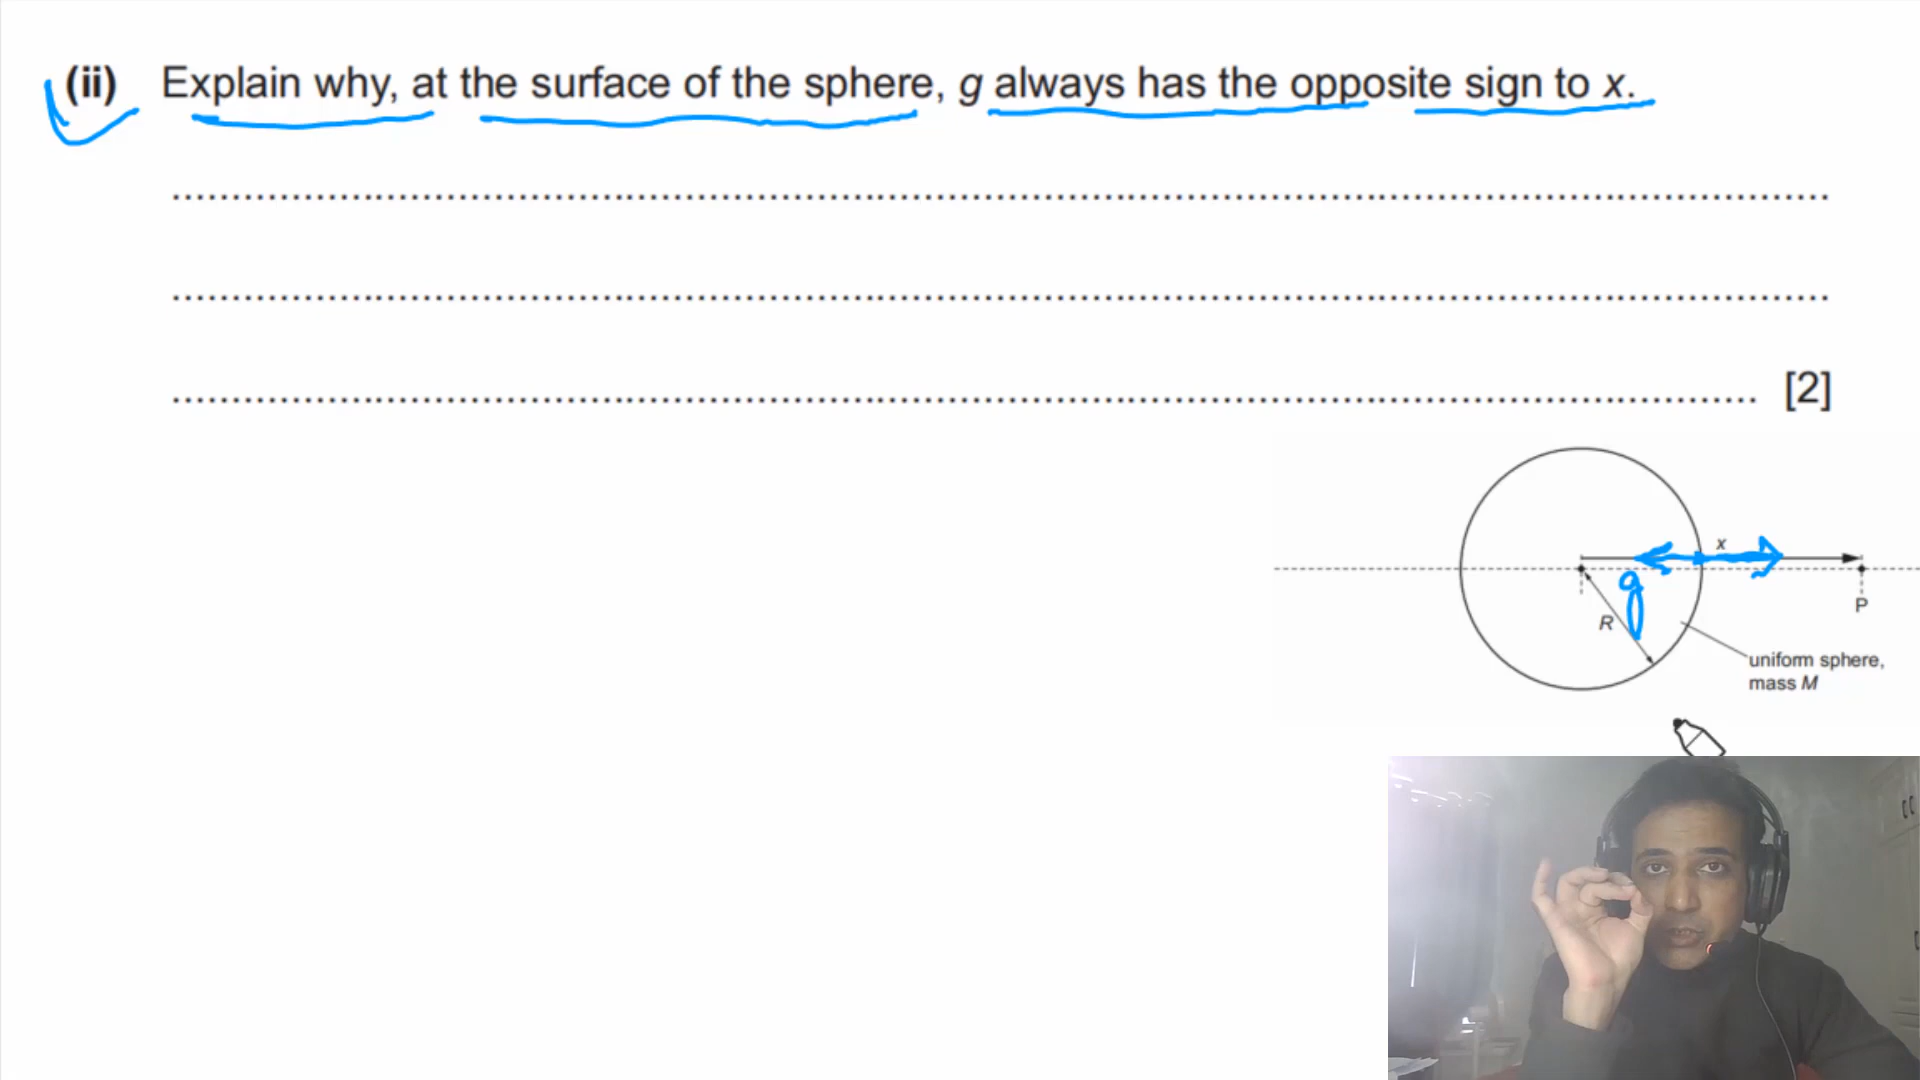 (ii) Explain why, at the surface of the sphere, g always has the opposite sign to x.
[2]
x
g
P
R
uniform sphere,
mass M